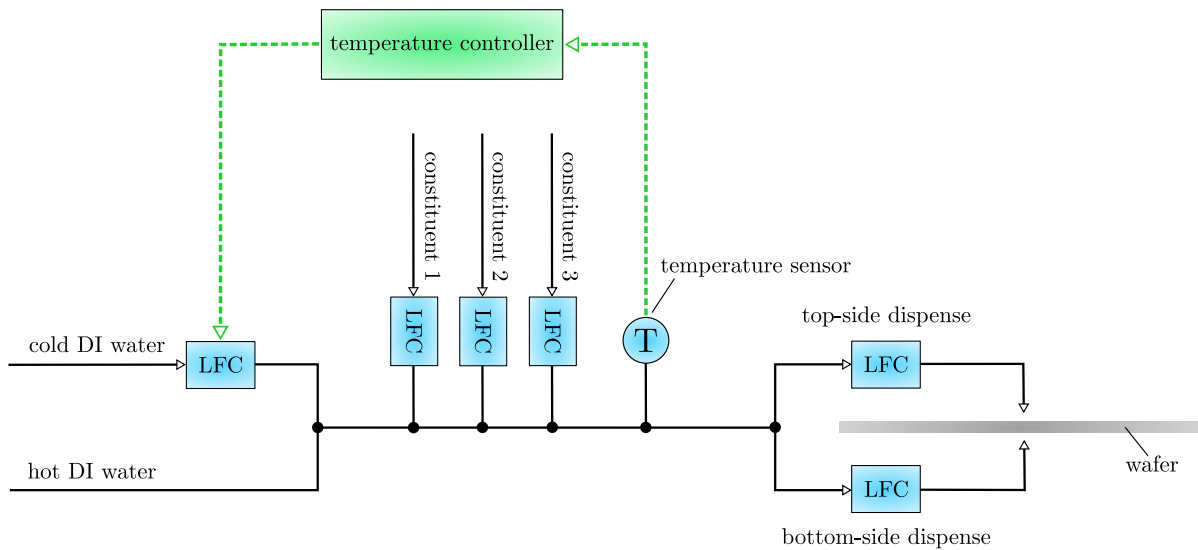 temperature controller
constituent 1
constituent 2
constituent 3
temperature sensor
LFC
LFC
LFC
T
top-side dispense
cold DI water
LFC
LFC
hot DI water
wafer
LFC
bottom-side dispense